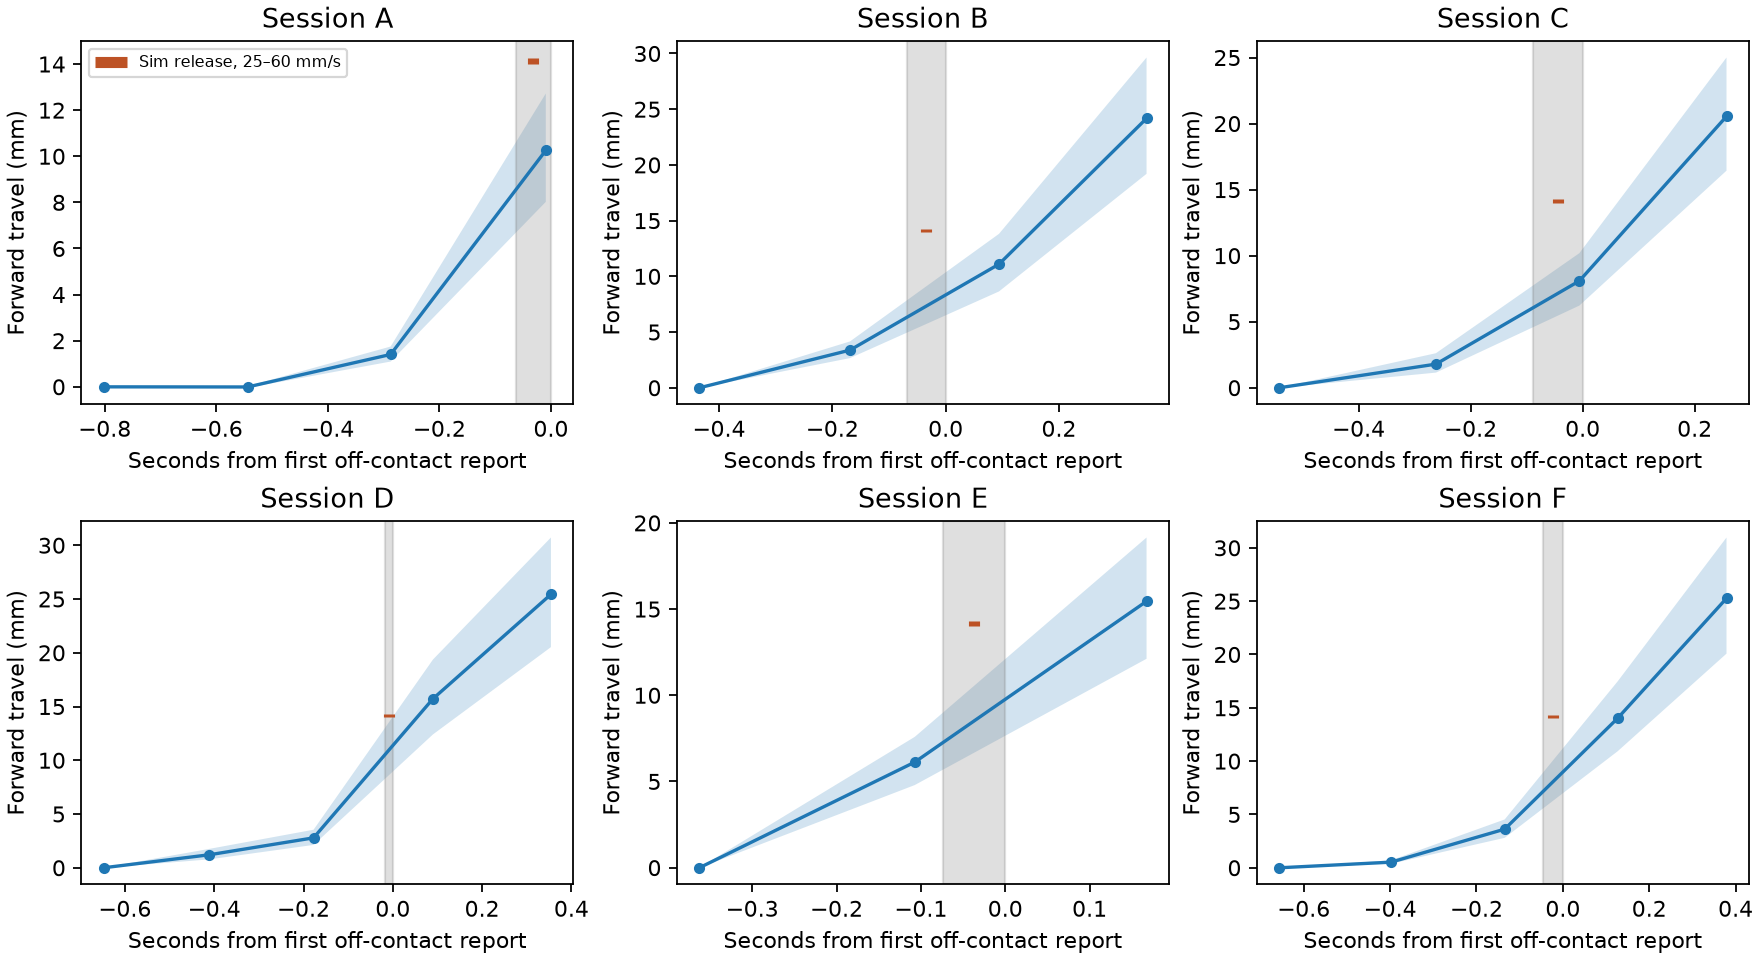 Session A
Session B
Session C
Forward travel (mm)
14
12
10
8
6
4
2
0
Sim release, 25–60 mm/s
−0.8 −0.6 −0.4 −0.2 0.0
Seconds from first off-contact report
Forward travel (mm)
30
25
20
15
10
5
0
−0.4 −0.2 0.0 0.2
Seconds from first off-contact report
Forward travel (mm)
25
20
15
10
5
0
−0.4 −0.2 0.0 0.2
Seconds from first off-contact report
Session D
Session E
Session F
Forward travel (mm)
30
25
20
15
10
5
0
−0.6 −0.4 −0.2 0.0 0.2 0.4
Seconds from first off-contact report
Forward travel (mm)
20
15
10
5
0
−0.3 −0.2 −0.1 0.0 0.1
Seconds from first off-contact report
Forward travel (mm)
30
25
20
15
10
5
0
−0.6 −0.4 −0.2 0.0 0.2 0.4
Seconds from first off-contact report